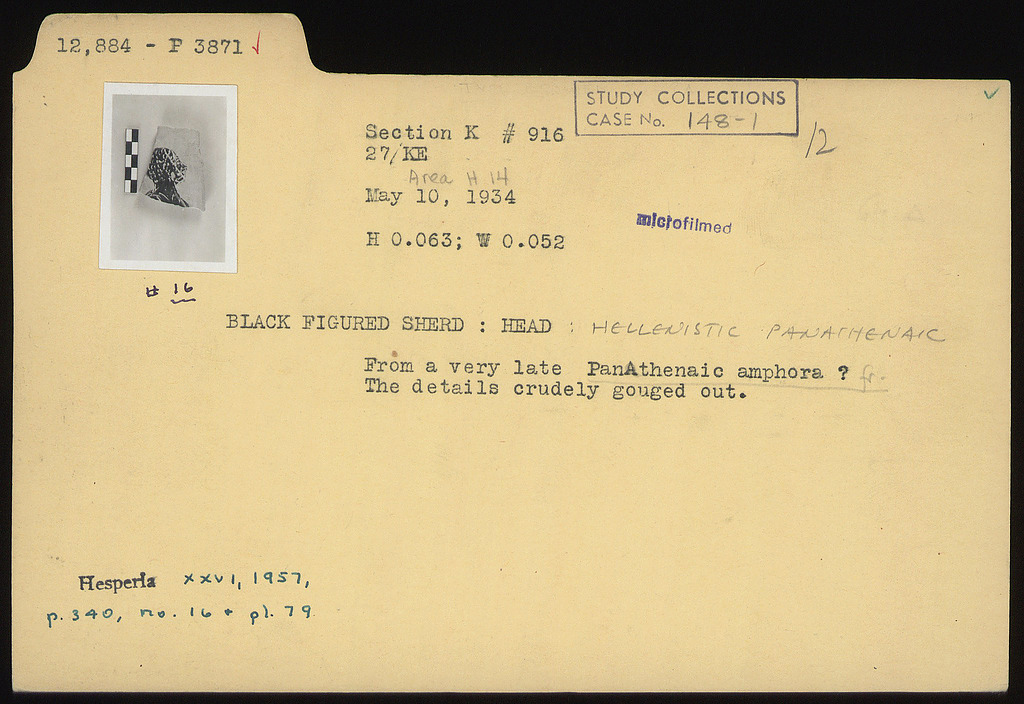 12,884 - P 3871 ✓
STUDY COLLECTIONS
CASE No. 148-1
✓
12
Section K # 916
27/KE
Area H 14
May 10, 1934
microfilmed
H 0.063; W 0.052
# 16
BLACK FIGURED SHERD : HEAD : HELLENISTIC PANATHENAIC
From a very late PanAthenaic amphora ? fr.
The details crudely gouged out.
Hesperia XXVI, 1957,
p. 340, no. 16 + pl. 79